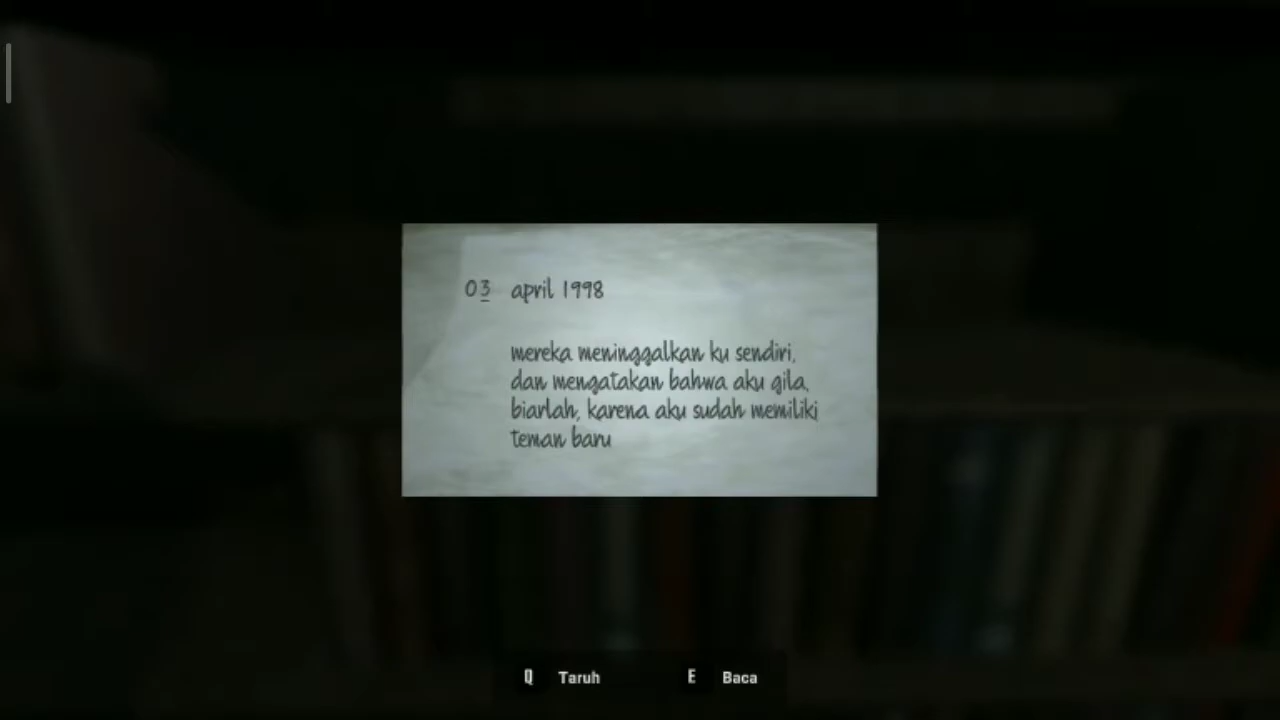 03 april 1998
mereka meninggalkan ku sendiri,
dan mengatakan bahwa aku gila,
biarlah, karena aku sudah memiliki
teman baru
Q Taruh E Baca